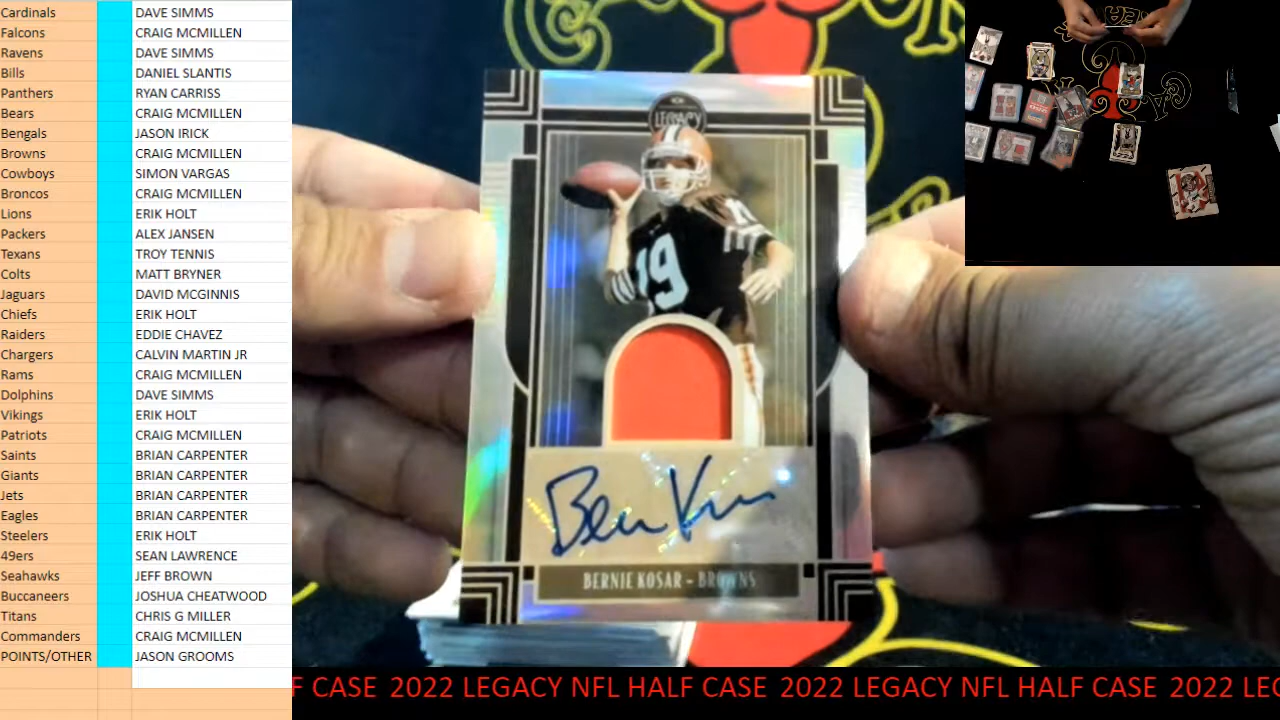 Cardinals DAVE SIMMS
Falcons CRAIG MCMILLEN
Ravens DAVE SIMMS
Bills DANIEL SLANTIS
Panthers RYAN CARRISS
Bears CRAIG MCMILLEN
Bengals JASON IRICK
Browns CRAIG MCMILLEN
Cowboys SIMON VARGAS
Broncos CRAIG MCMILLEN
Lions ERIK HOLT
Packers ALEX JANSEN
Texans TROY TENNIS
Colts MATT BRYNER
Jaguars DAVID MCGINNIS
Chiefs ERIK HOLT
Raiders EDDIE CHAVEZ
Chargers CALVIN MARTIN JR
Rams CRAIG MCMILLEN
Dolphins DAVE SIMMS
Vikings ERIK HOLT
Patriots CRAIG MCMILLEN
Saints BRIAN CARPENTER
Giants BRIAN CARPENTER
Jets BRIAN CARPENTER
Eagles BRIAN CARPENTER
Steelers ERIK HOLT
49ers SEAN LAWRENCE
Seahawks JEFF BROWN
Buccaneers JOSHUA CHEATWOOD
Titans CHRIS G MILLER
Commanders CRAIG MCMILLEN
POINTS/OTHER JASON GROOMS
LEGACY
19
BERNIE KOSAR - BROWNS
F CASE 2022 LEGACY NFL HALF CASE 2022 LEGACY NFL HALF CASE 2022 LEG